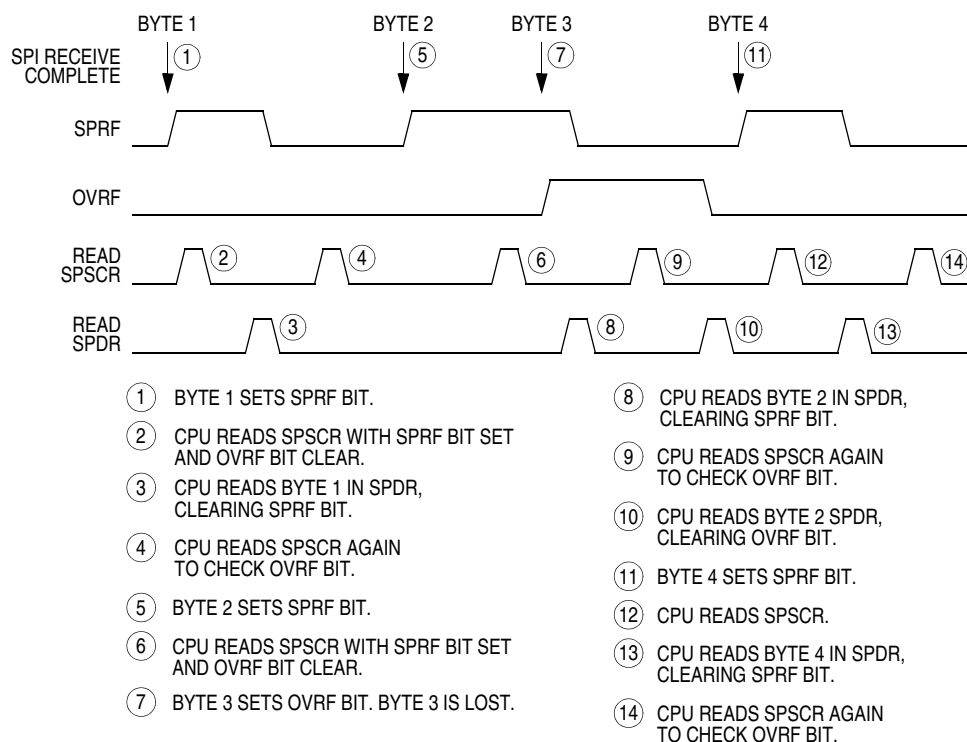 BYTE 1 BYTE 2 BYTE 3 BYTE 4
SPI RECEIVE
COMPLETE
1 5 7 11
SPRF
OVRF
READ
SPSCR
2 4 6 9 12 14
READ
SPDR
3 8 10 13
1 BYTE 1 SETS SPRF BIT.
2 CPU READS SPSCR WITH SPRF BIT SET
AND OVRF BIT CLEAR.
3 CPU READS BYTE 1 IN SPDR,
CLEARING SPRF BIT.
4 CPU READS SPSCR AGAIN
TO CHECK OVRF BIT.
5 BYTE 2 SETS SPRF BIT.
6 CPU READS SPSCR WITH SPRF BIT SET
AND OVRF BIT CLEAR.
7 BYTE 3 SETS OVRF BIT. BYTE 3 IS LOST.
8 CPU READS BYTE 2 IN SPDR,
CLEARING SPRF BIT.
9 CPU READS SPSCR AGAIN
TO CHECK OVRF BIT.
10 CPU READS BYTE 2 SPDR,
CLEARING OVRF BIT.
11 BYTE 4 SETS SPRF BIT.
12 CPU READS SPSCR.
13 CPU READS BYTE 4 IN SPDR,
CLEARING SPRF BIT.
14 CPU READS SPSCR AGAIN
TO CHECK OVRF BIT.